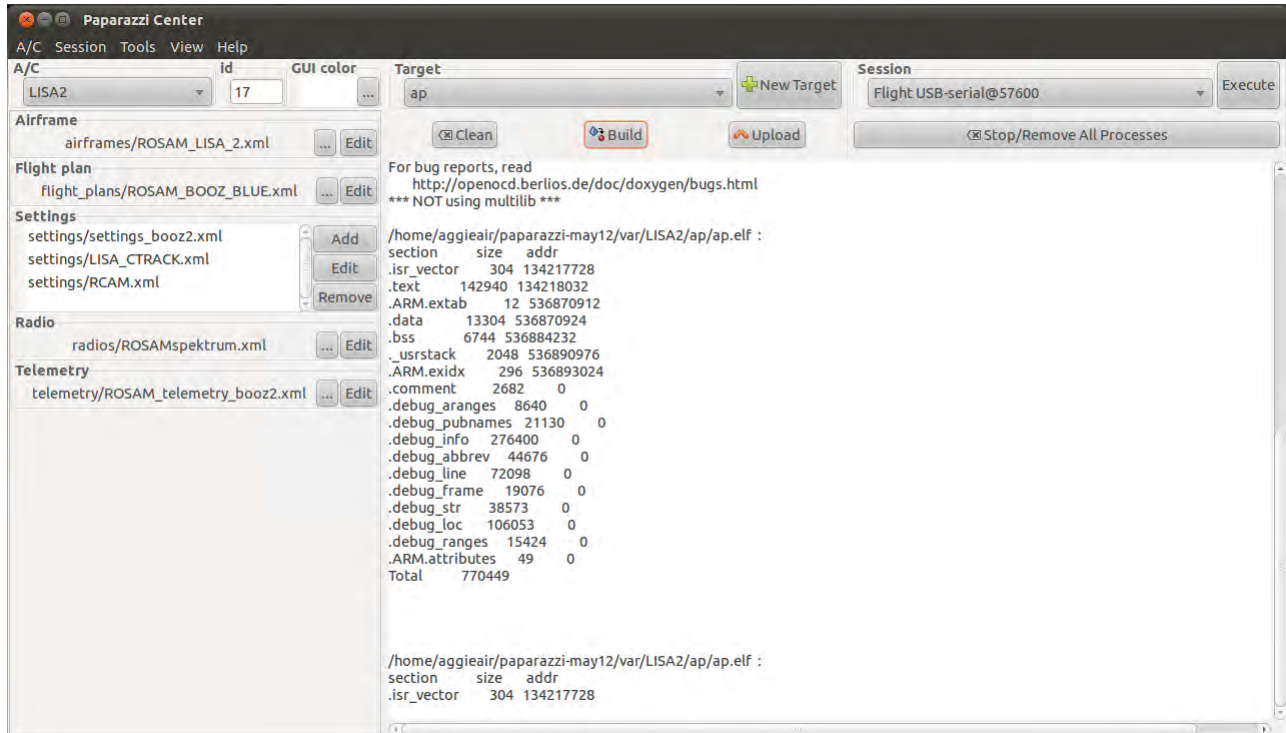 Paparazzi Center
A/C Session Tools View Help
A/C id GUI color Target Session
LISA2 17 ... ap New Target Flight USB-serial@57600 Execute
Airframe
airframes/ROSAM_LISA_2.xml ... Edit
Clean Build Upload Stop/Remove All Processes
Flight plan
flight_plans/ROSAM_BOOZ_BLUE.xml ... Edit
Settings
settings/settings_booz2.xml
settings/LISA_CTRACK.xml
settings/RCAM.xml
Add
Edit
Remove
Radio
radios/ROSAMspektrum.xml ... Edit
Telemetry
telemetry/ROSAM_telemetry_booz2.xml ... Edit
For bug reports, read
http://openocd.berlios.de/doc/doxygen/bugs.html
*** NOT using multilib ***
/home/aggieair/paparazzi-may12/var/LISA2/ap/ap.elf :
section size addr
.isr_vector 304 134217728
.text 142940 134218032
.ARM.extab 12 536870912
.data 13304 536870924
.bss 6744 536884232
._usrstack 2048 536890976
.ARM.exidx 296 536893024
.comment 2682 0
.debug_aranges 8640 0
.debug_pubnames 21130 0
.debug_info 276400 0
.debug_abbrev 44676 0
.debug_line 72098 0
.debug_frame 19076 0
.debug_str 38573 0
.debug_loc 106053 0
.debug_ranges 15424 0
.ARM.attributes 49 0
Total 770449
/home/aggieair/paparazzi-may12/var/LISA2/ap/ap.elf :
section size addr
.isr_vector 304 134217728